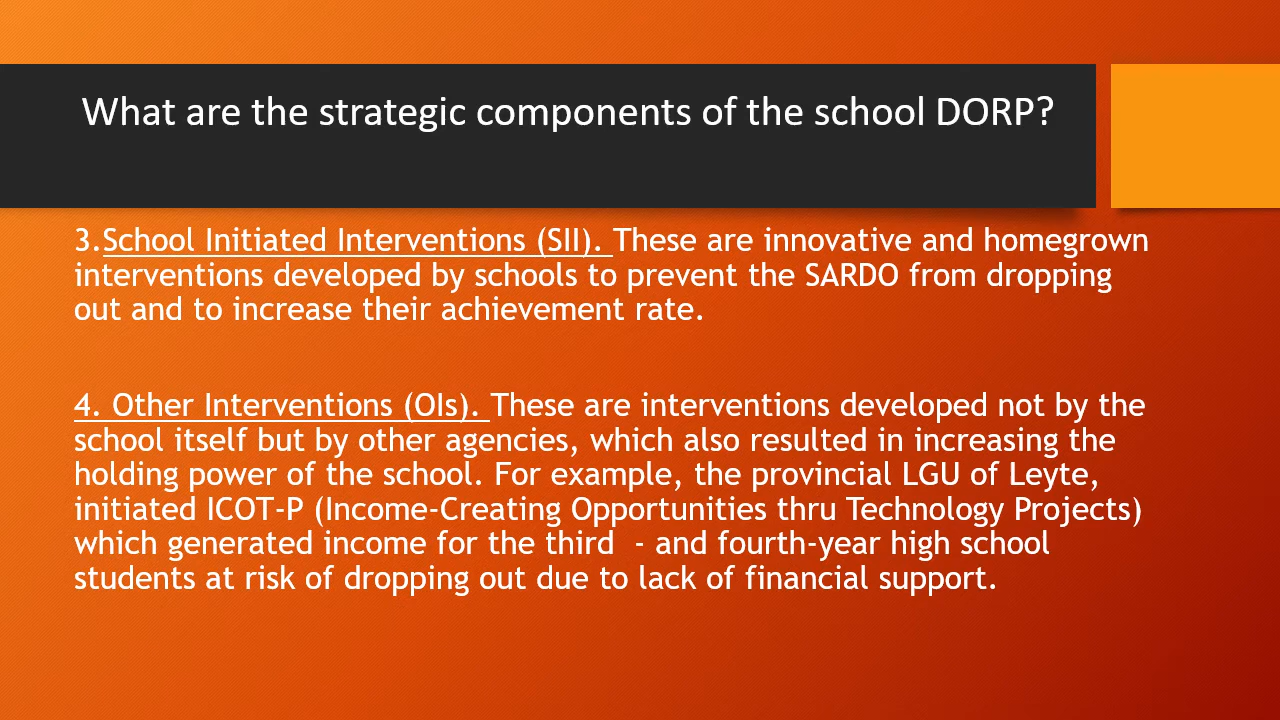 What are the strategic components of the school DORP?
3.School Initiated Interventions (SII). These are innovative and homegrown
interventions developed by schools to prevent the SARDO from dropping
out and to increase their achievement rate.
4. Other Interventions (OIs). These are interventions developed not by the
school itself but by other agencies, which also resulted in increasing the
holding power of the school. For example, the provincial LGU of Leyte,
initiated ICOT-P (Income-Creating Opportunities thru Technology Projects)
which generated income for the third  - and fourth-year high school
students at risk of dropping out due to lack of financial support.